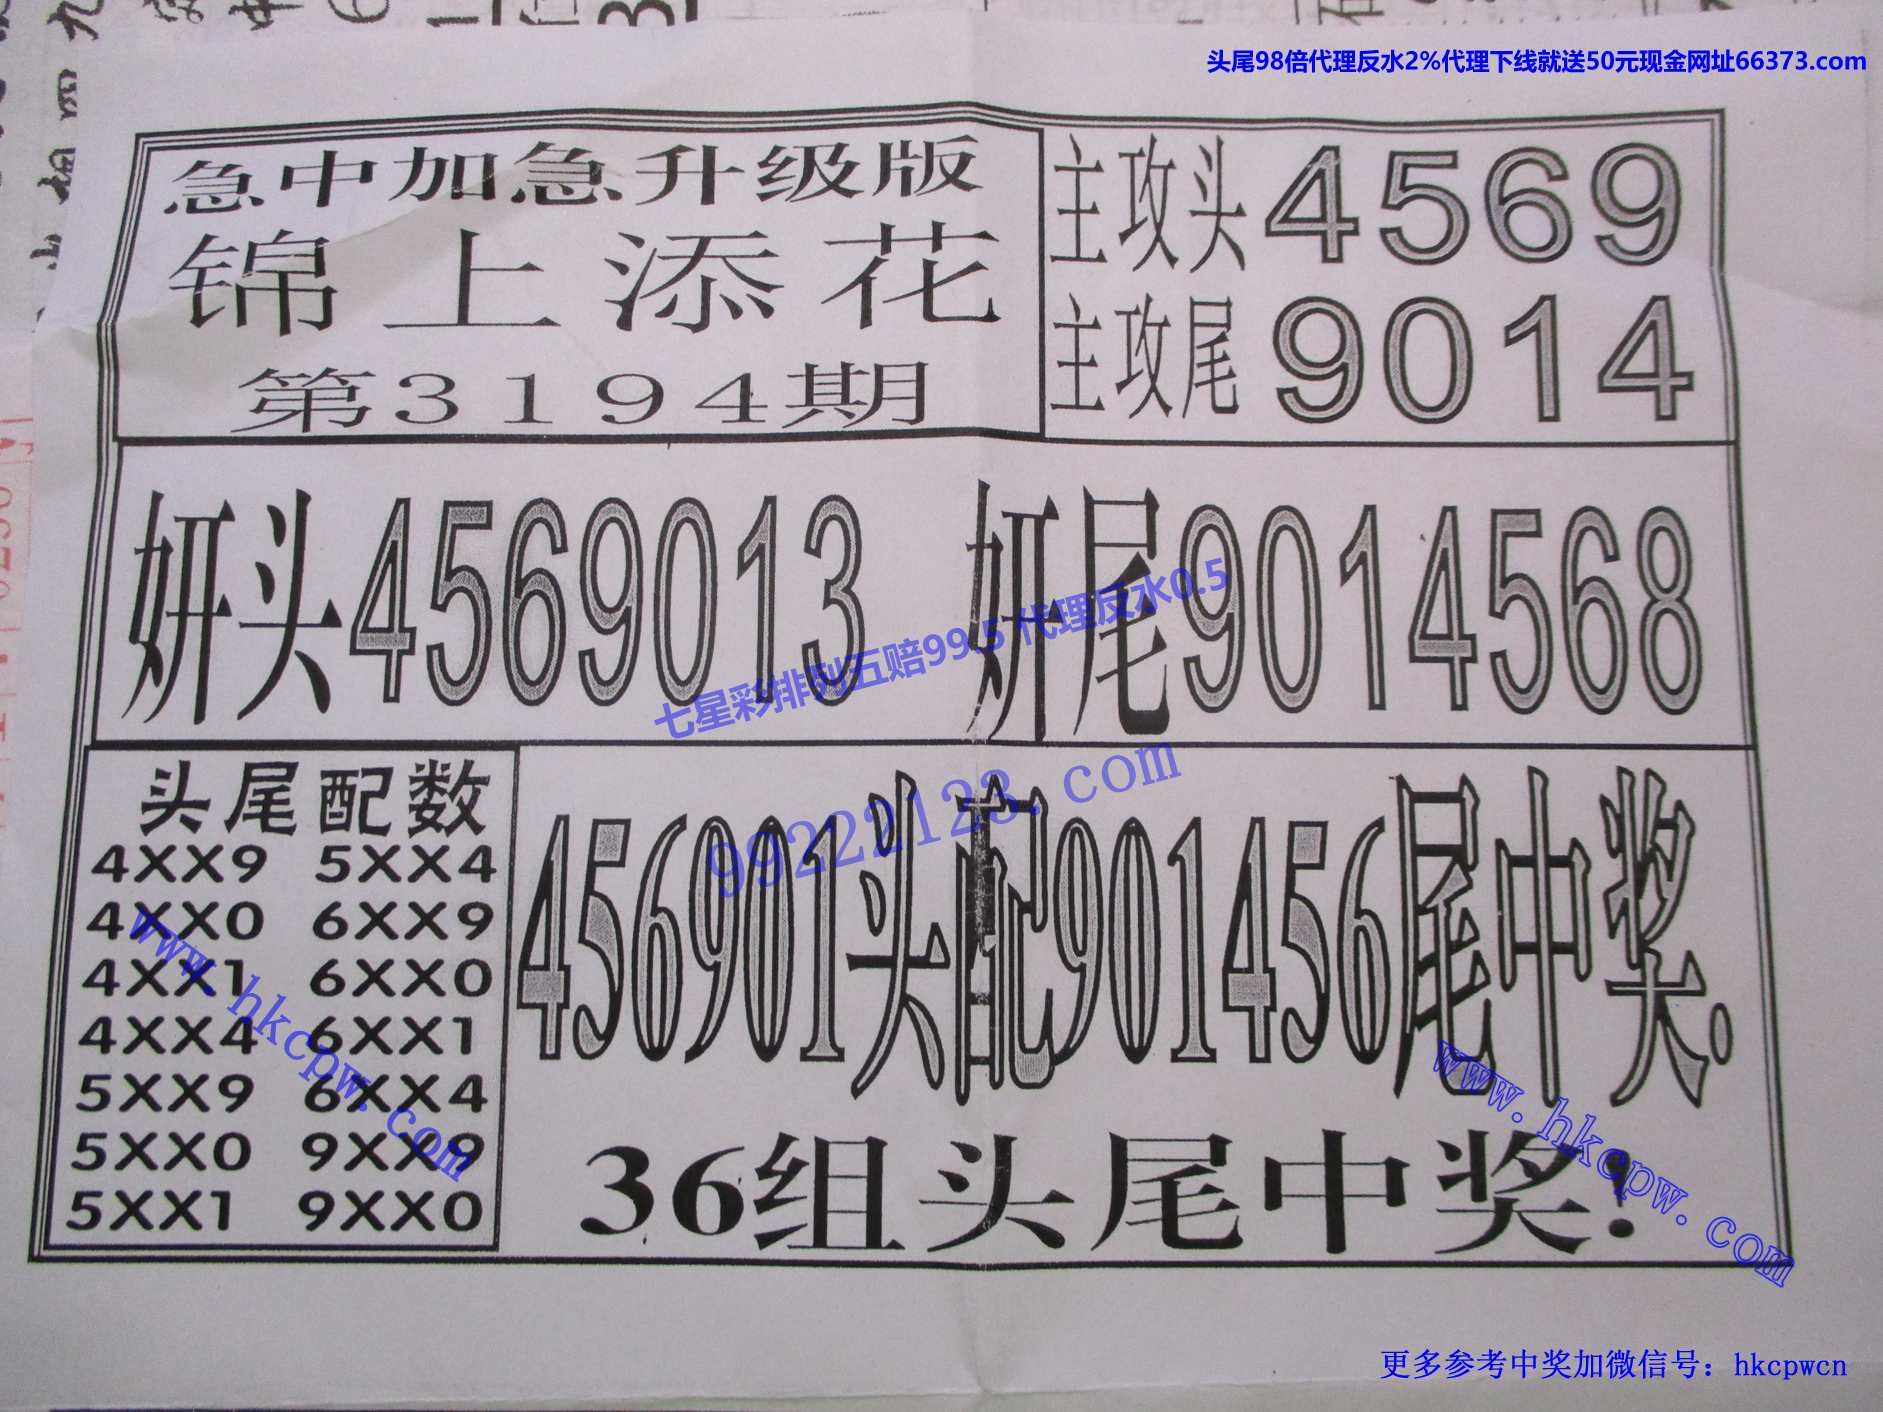 头尾98倍代理反水2%代理下线就送50元现金网址66373.com
急中加急升级版
锦上添花
第3194期
主攻头4569
主攻尾9014
妍头4569013 妍尾9014568
七星彩排列五赔99.5 代理反水0.5
99222123.com
头尾配数
4XX9 5XX4
4XX0 6XX9
4XX1 6XX0
4XX4 6XX1
5XX9 6XX4
5XX0 9XX9
5XX1 9XX0
456901头配901456尾中奖.
36组头尾中奖!
www.hkcpw.com
www.hkcpw.com
更多参考中奖加微信号：hkcpwcn